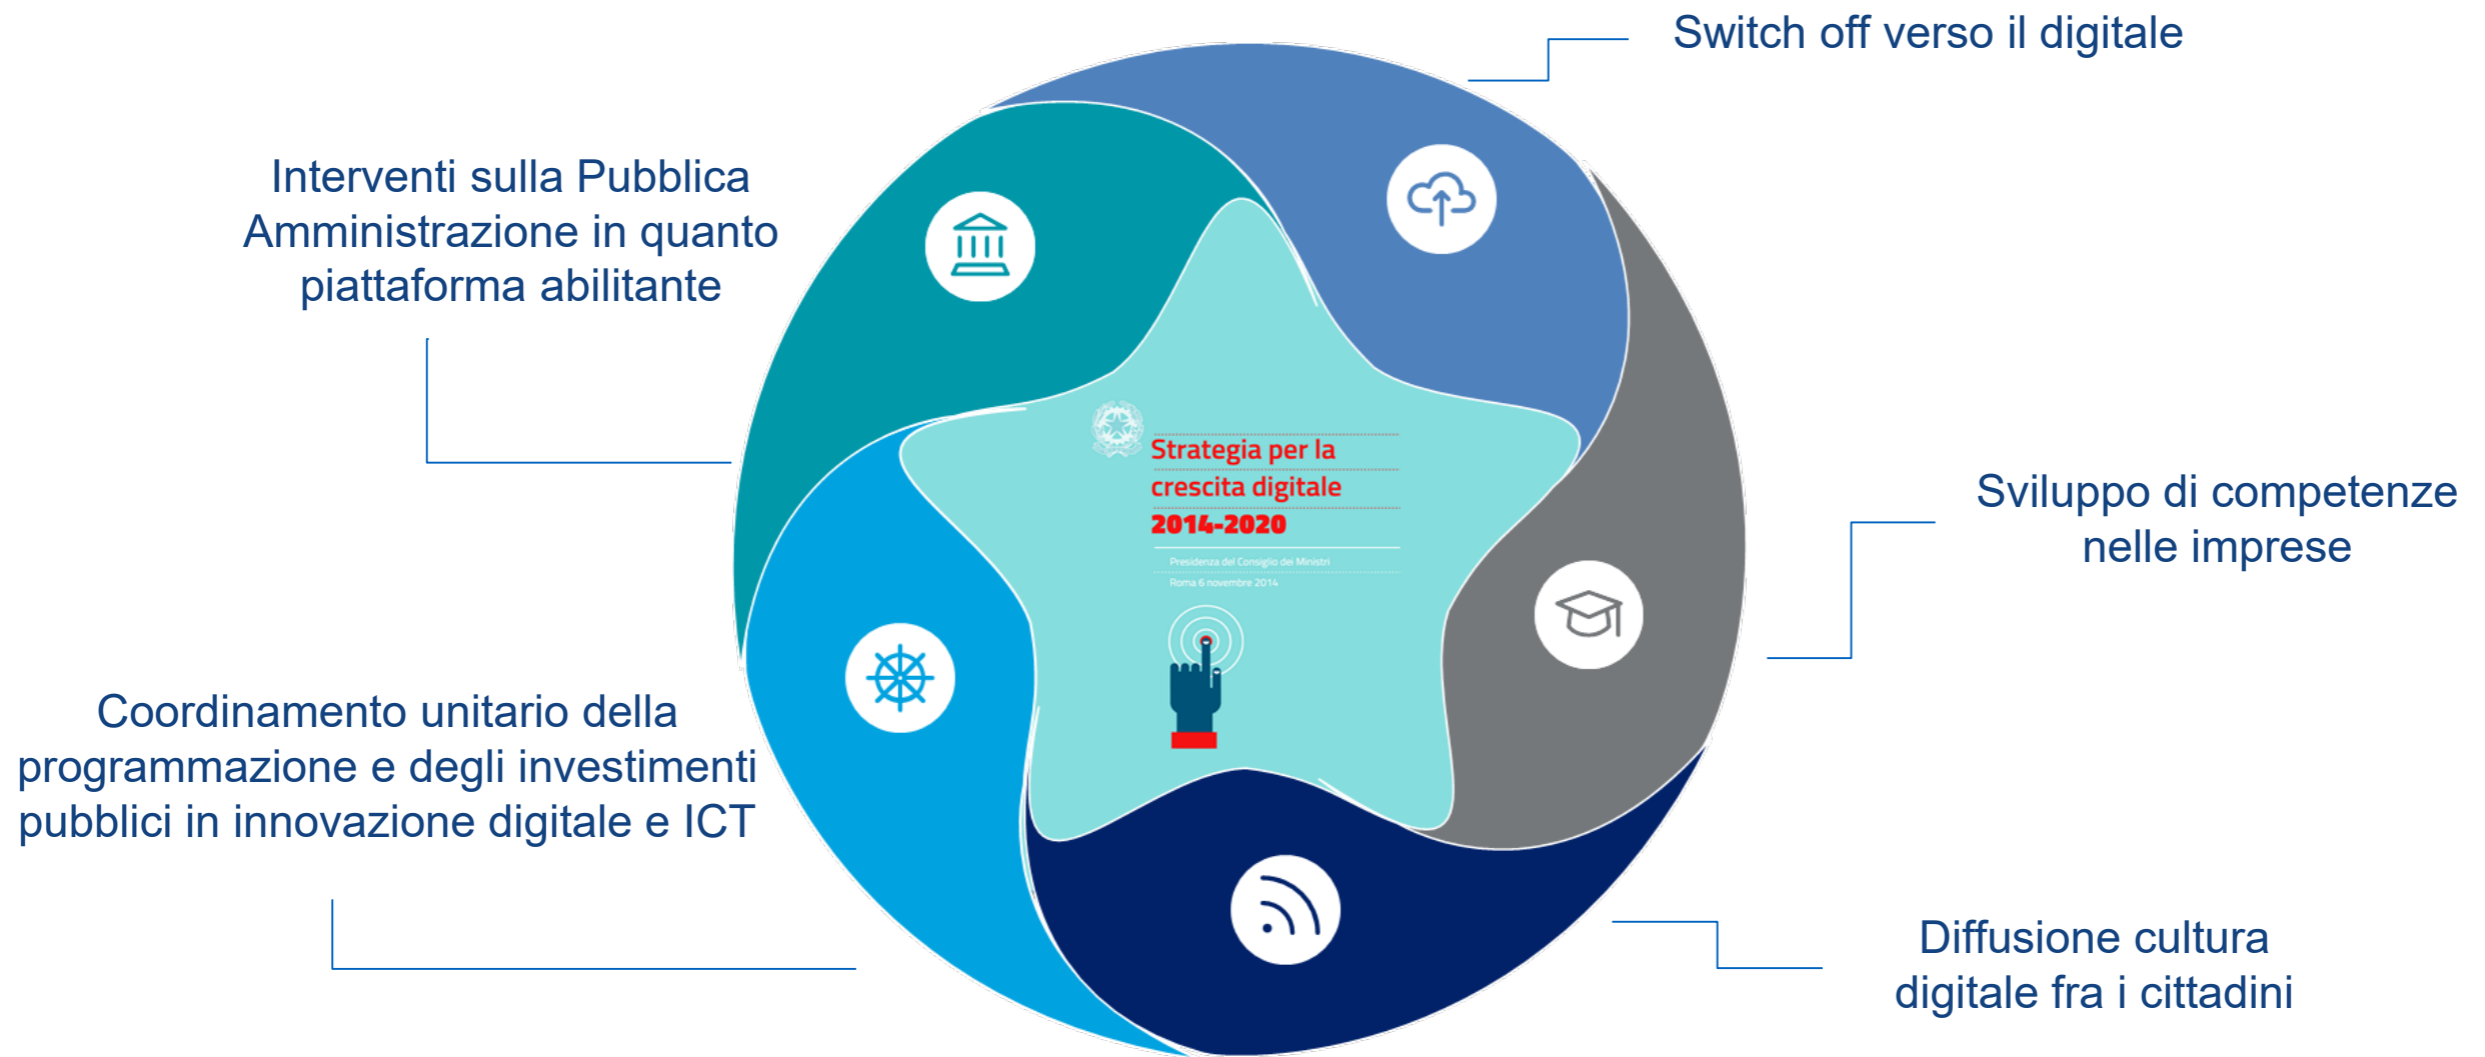 Switch off verso il digitale
Interventi sulla Pubblica
Amministrazione in quanto
piattaforma abilitante
Strategia per la
crescita digitale
2014-2020
Presidenza del Consiglio dei Ministri
Roma 6 novembre 2014
Sviluppo di competenze
nelle imprese
Coordinamento unitario della
programmazione e degli investimenti
pubblici in innovazione digitale e ICT
Diffusione cultura
digitale fra i cittadini